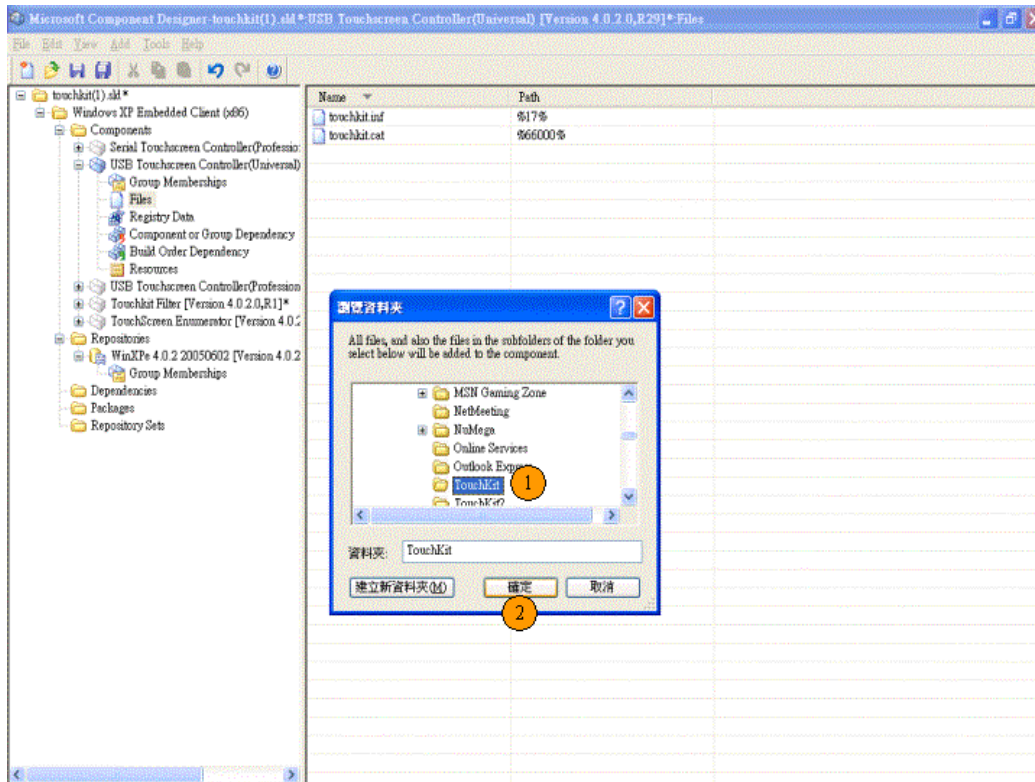 Microsoft Component Designer-touchkit(1).sld*:USB Touchscreen Controller(Universal) [Version 4.0.2.0,R29]*:Files
File Edit View Add Tools Help
touchkit(1).sld*
Windows XP Embedded Client (x86)
Components
Serial Touchscreen Controller(Professio
USB Touchscreen Controller(Universal)
Group Memberships
Files
Registry Data
Component or Group Dependency
Build Order Dependency
Resources
USB Touchscreen Controller(Profession
Touchkit Filter [Version 4.0.2.0,R1]*
TouchScreen Enumerator [Version 4.0.2
Repositories
WinXPe 4.0.2 20050602 [Version 4.0.2
Group Memberships
Dependencies
Packages
Repository Sets
Name Path
touchkit.inf %17%
touchkit.cat %66000%
瀏覽資料夾
All files, and also the files in the subfolders of the folder you
select below will be added to the component.
MSN Gaming Zone
NetMeeting
NuMega
Online Services
Outlook Express
TouchKit 1
TouchKit2
資料夾: TouchKit
建立新資料夾(M) 確定 取消
2